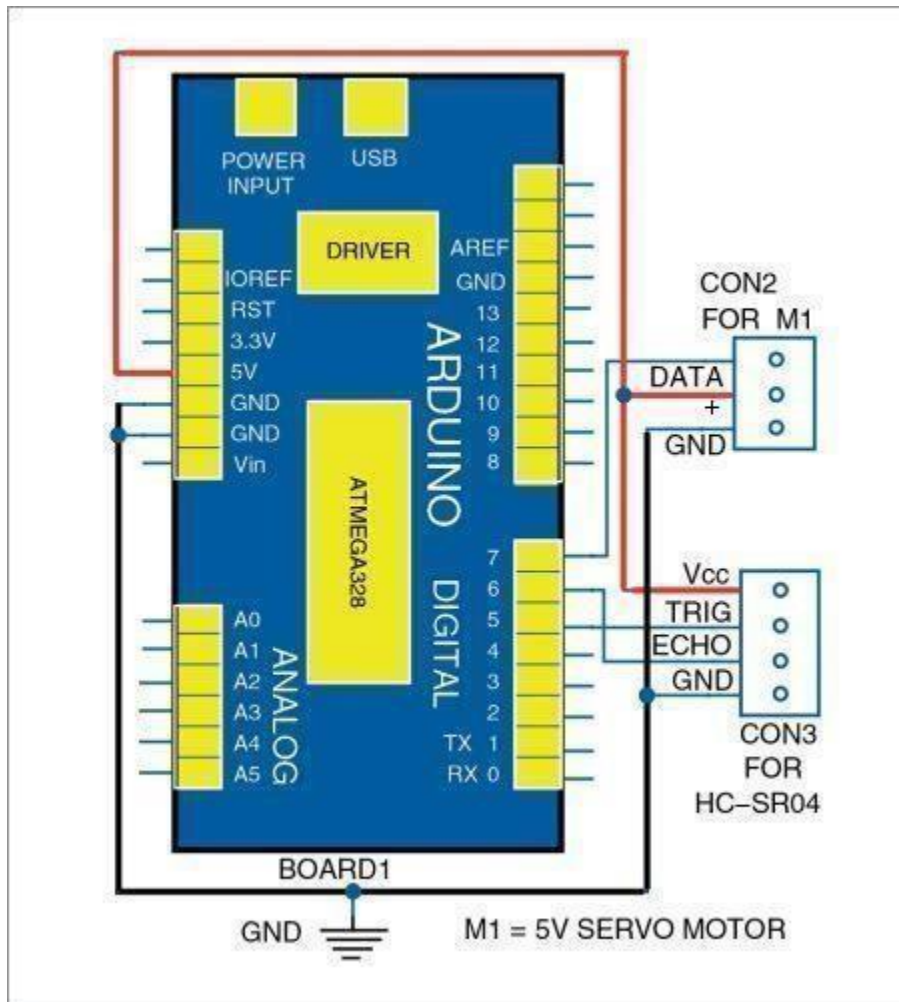 POWER
INPUT
USB
DRIVER
IOREF
RST
3.3V
5V
GND
GND
Vin
AREF
GND
13
12
11
10
9
8
ARDUINO
ATMEGA328
7
6
5
4
3
2
TX 1
RX 0
DIGITAL
A0
A1
A2
A3
A4
A5
ANALOG
CON2
FOR M1
DATA
+
GND
Vcc
TRIG
ECHO
GND
CON3
FOR
HC–SR04
BOARD1
GND
M1 = 5V SERVO MOTOR